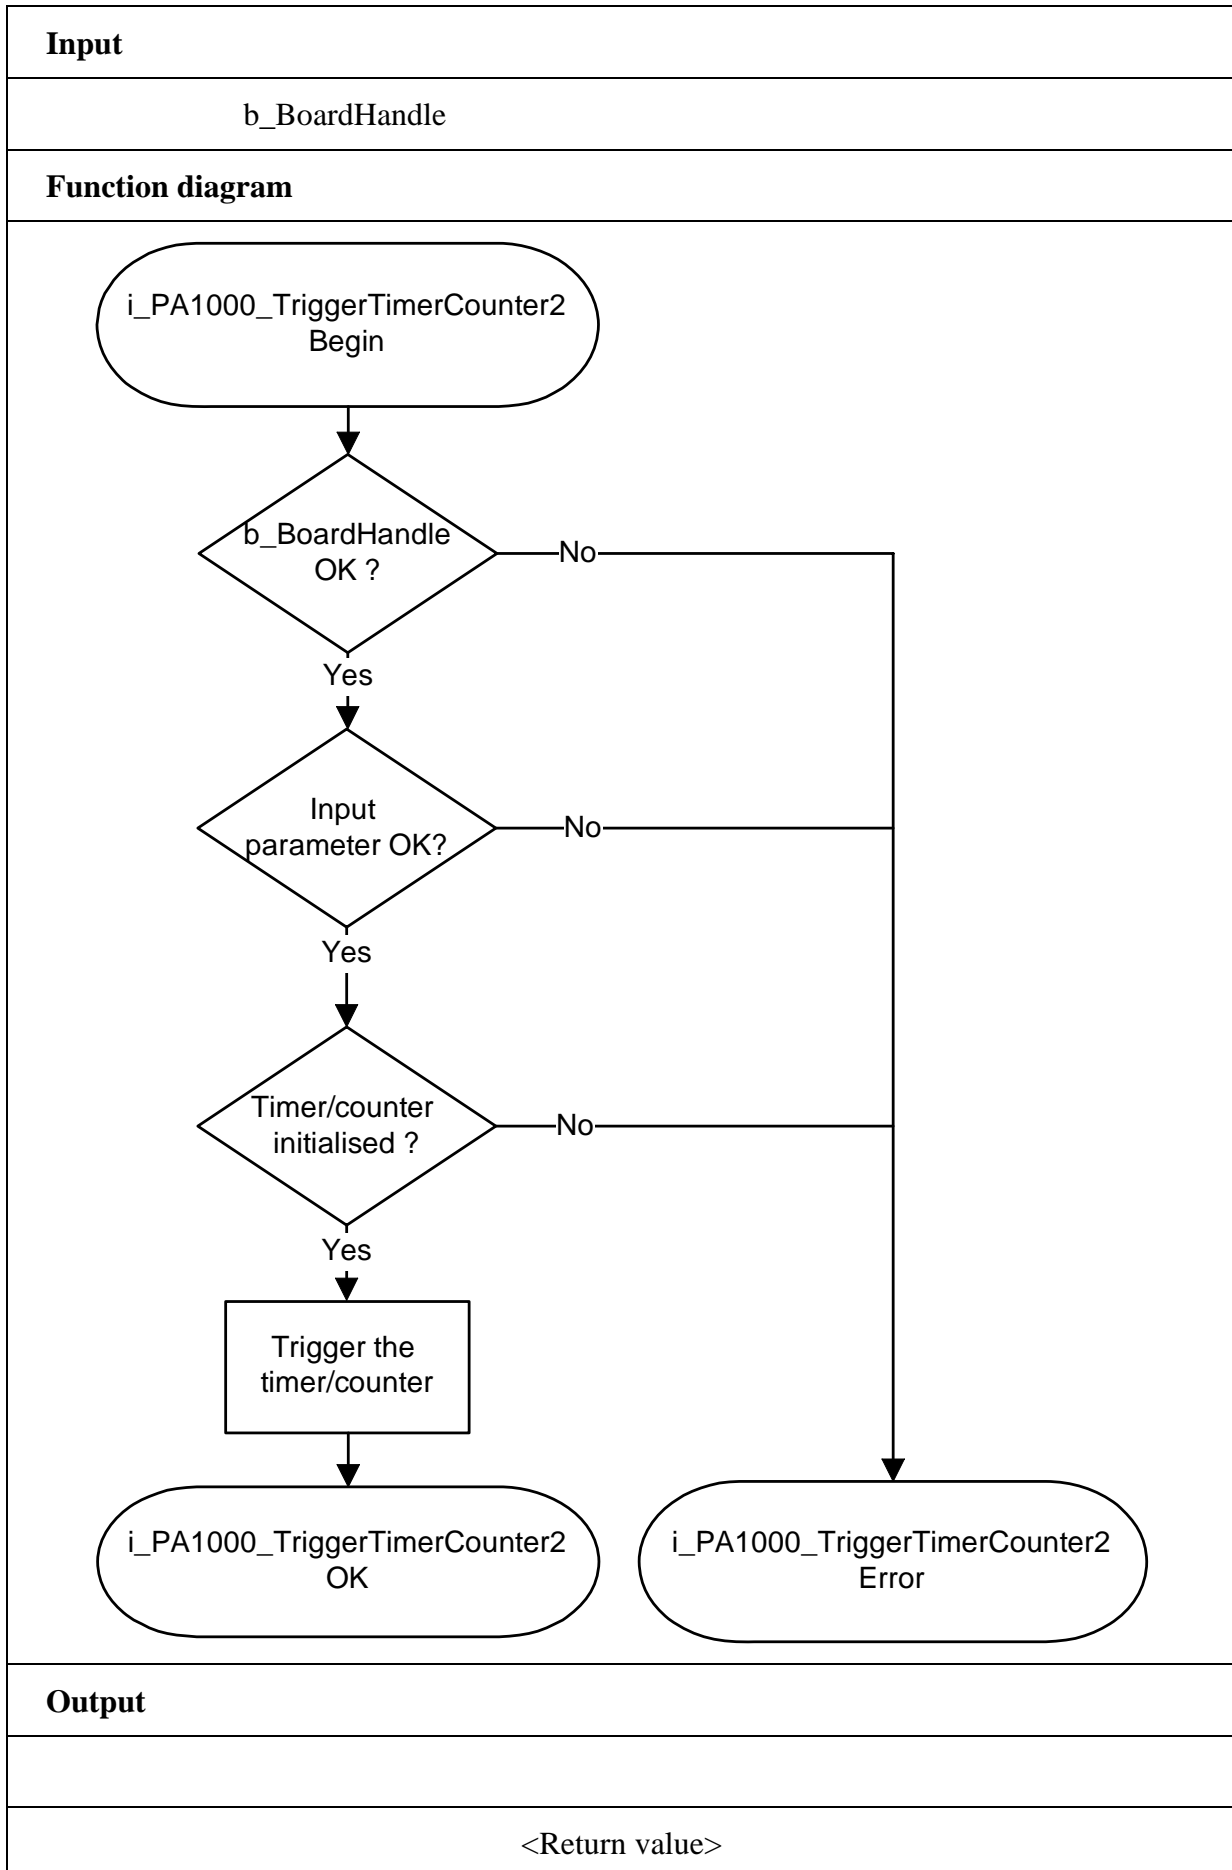 Input
b_BoardHandle
Function diagram
i_PA1000_TriggerTimerCounter2
Begin
b_BoardHandle
OK ?
No
Yes
Input
parameter OK?
No
Yes
Timer/counter
initialised ?
No
Yes
Trigger the
timer/counter
i_PA1000_TriggerTimerCounter2
OK
i_PA1000_TriggerTimerCounter2
Error
Output
<Return value>